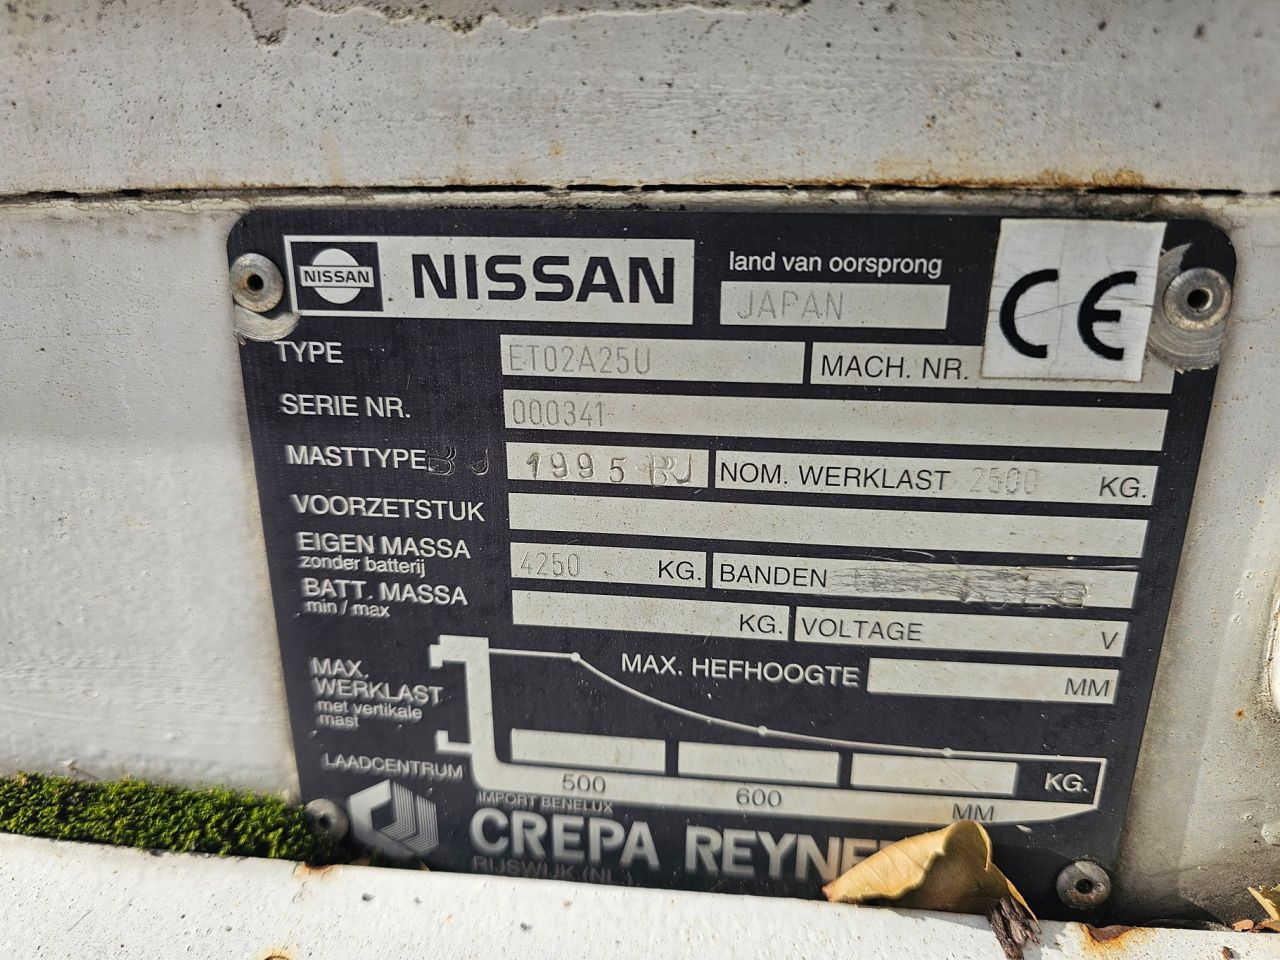 NISSAN NISSAN land van oorsprong
JAPAN
CE
TYPE ET02A25U MACH. NR.
SERIE NR. 000341
MASTTYPE BJ 1995 BJ NOM. WERKLAST 2500 KG.
VOORZETSTUK
EIGEN MASSA
zonder batterij
4250 KG. BANDEN
BATT. MASSA
min / max
KG. VOLTAGE V
MAX. HEFHOOGTE MM
MAX.
WERKLAST
met vertikale
mast
LAADCENTRUM
500 600 MM KG.
IMPORT BENELUX
CREPA
RIJSWIJK (NL)